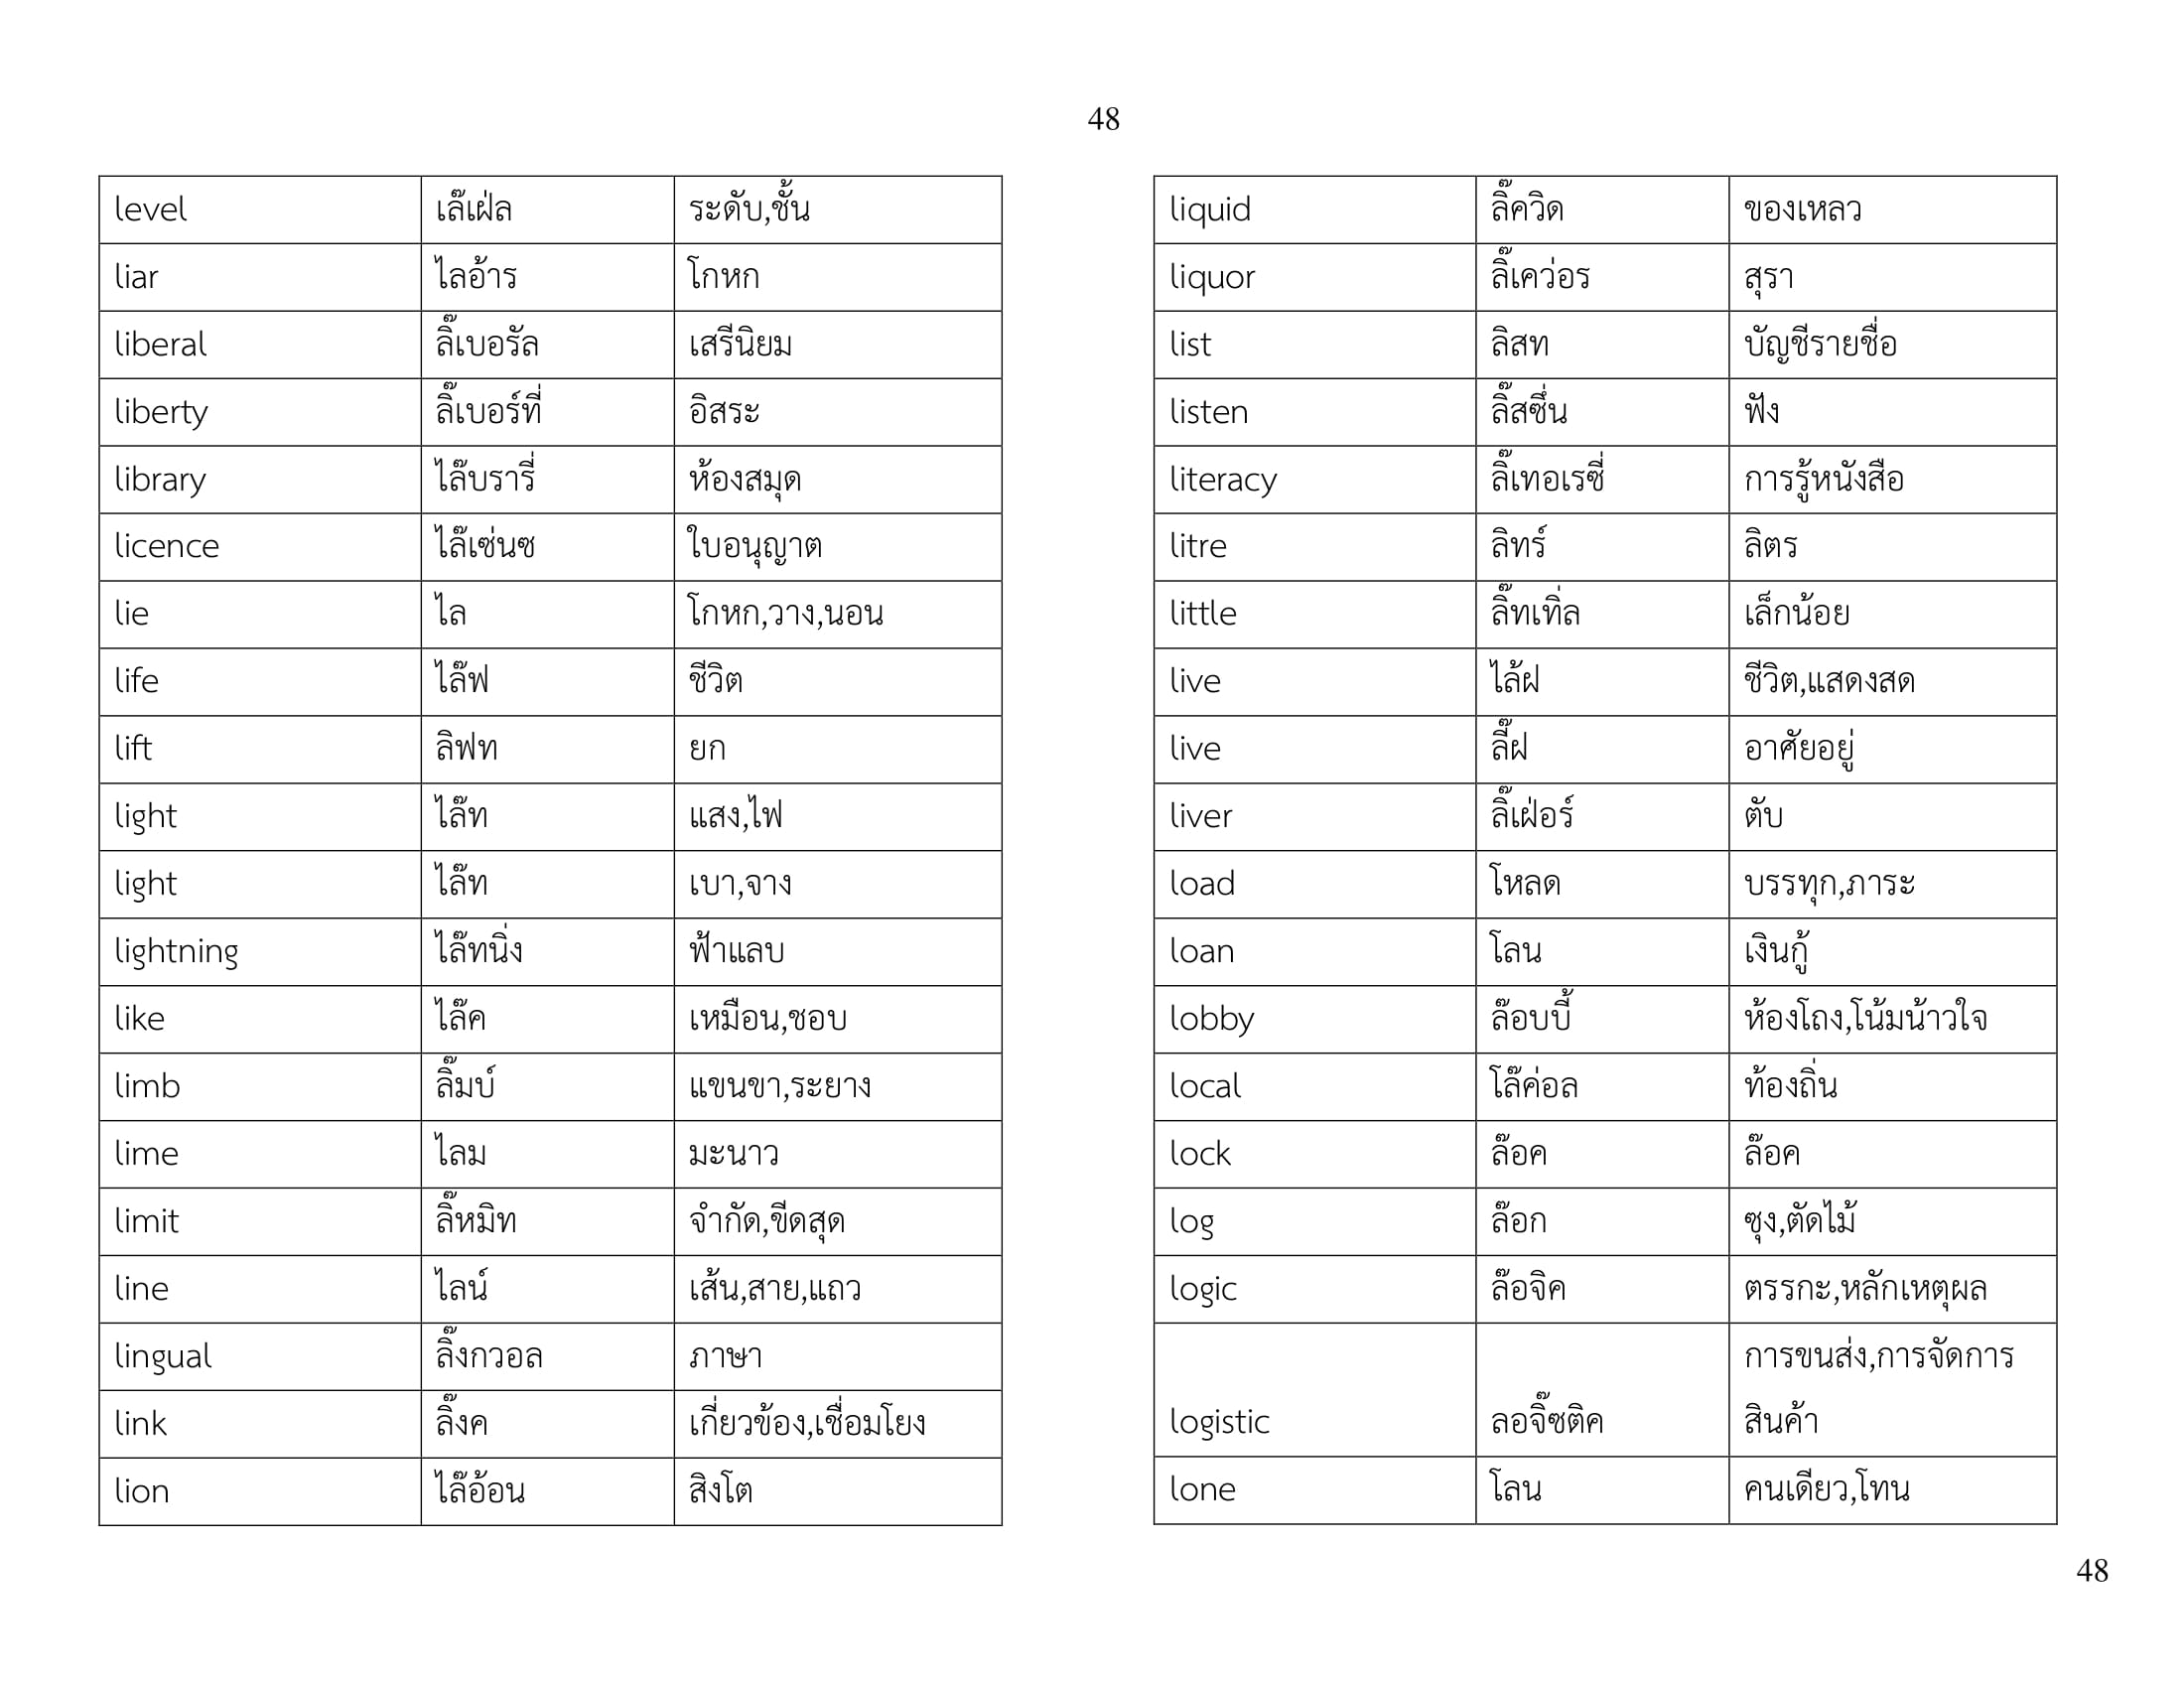 48
level เล๊เฝ่ล ระดับ,ชั้น
liar ไลอ้าร โกหก
liberal ลิ๊เบอรัล เสรีนิยม
liberty ลิ๊เบอร์ที่ อิสระ
library ไล๊บรารี่ ห้องสมุด
licence ไล๊เซ่นซ ใบอนุญาต
lie ไล โกหก,วาง,นอน
life ไล๊ฟ ชีวิต
lift ลิฟท ยก
light ไล๊ท แสง,ไฟ
light ไล๊ท เบา,จาง
lightning ไล๊ทนิ่ง ฟ้าแลบ
like ไล๊ค เหมือน,ชอบ
limb ลิ๊มบ์ แขนขา,ระยาง
lime ไลม มะนาว
limit ลิ๊หมิท จำกัด,ขีดสุด
line ไลน์ เส้น,สาย,แถว
lingual ลิ๊งกวอล ภาษา
link ลิ๊งค เกี่ยวข้อง,เชื่อมโยง
lion ไล๊อ้อน สิงโต
liquid ลิ๊ควิด ของเหลว
liquor ลิ๊เคว่อร สุรา
list ลิสท บัญชีรายชื่อ
listen ลิ๊สซึ่น ฟัง
literacy ลิ๊เทอเรซี่ การรู้หนังสือ
litre ลิทร์ ลิตร
little ลิ๊ทเทิ่ล เล็กน้อย
live ไล้ฝ ชีวิต,แสดงสด
live ลี๊ฝ อาศัยอยู่
liver ลิ๊เฝ่อร์ ตับ
load โหลด บรรทุก,ภาระ
loan โลน เงินกู้
lobby ล๊อบบี้ ห้องโถง,โน้มน้าวใจ
local โล๊ค่อล ท้องถิ่น
lock ล๊อค ล๊อค
log ล๊อก ซุง,ตัดไม้
logic ล๊อจิค ตรรกะ,หลักเหตุผล
การขนส่ง,การจัดการ
logistic ลอจิ๊ซติค สินค้า
lone โลน คนเดียว,โทน
48